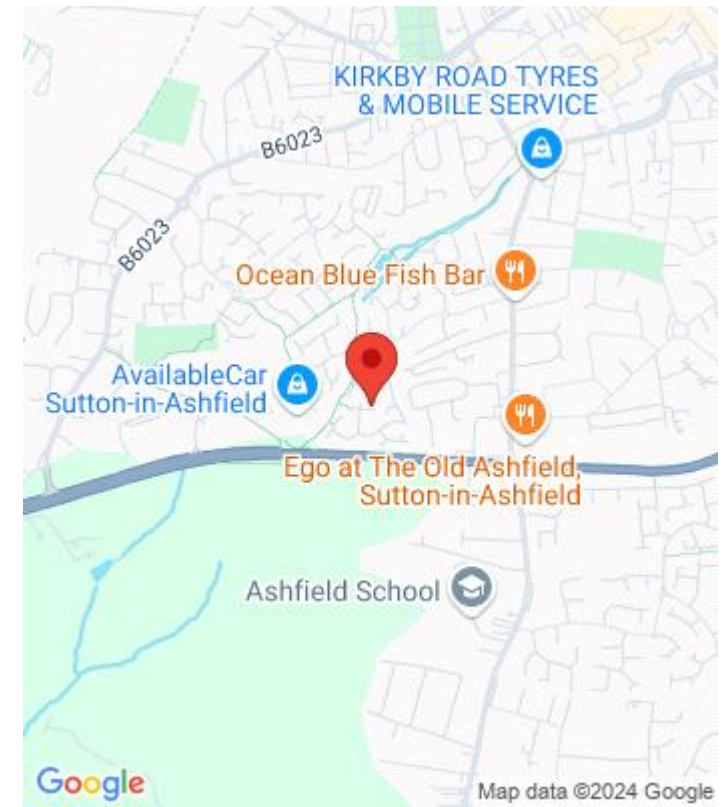 KIRKBY ROAD TYRES
& MOBILE SERVICE
B6023
B6023
Ocean Blue Fish Bar
AvailableCar
Sutton-in-Ashfield
Ego at The Old Ashfield,
Sutton-in-Ashfield
Ashfield School
Google
Map data ©2024 Google